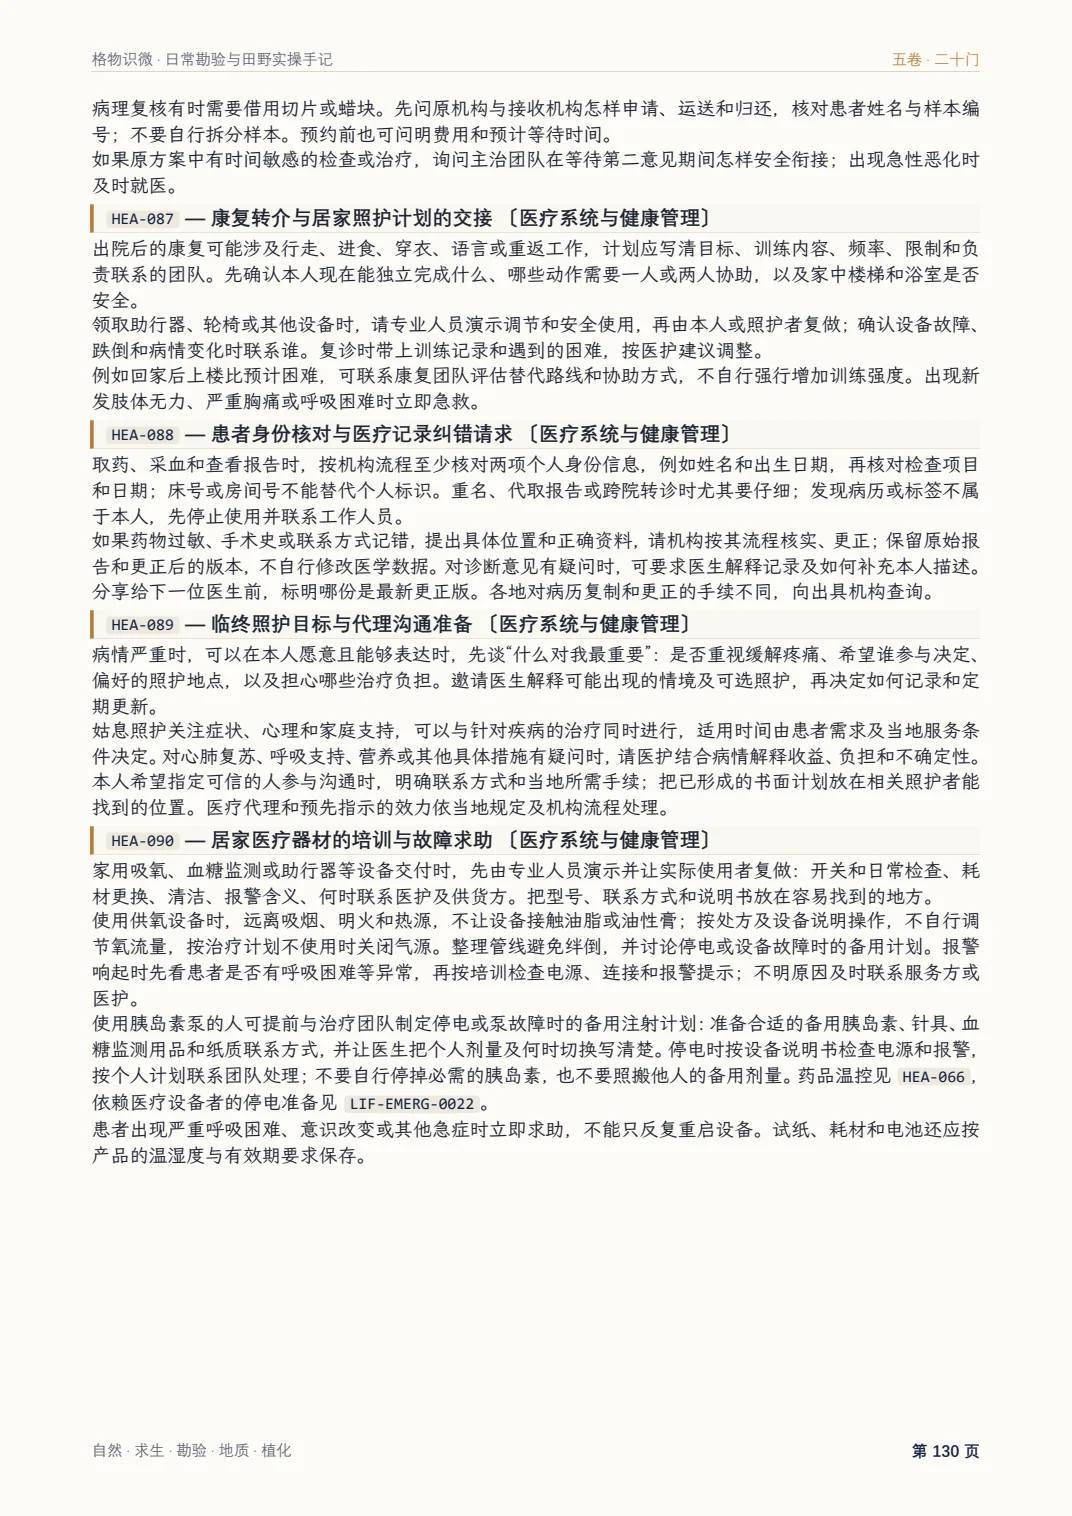 格物识微 · 日常勘验与田野实操手记
五卷 · 二十门
病理复核有时需要借用切片或蜡块。先问原机构与接收机构怎样申请、运送和归还，核对患者姓名与样本编
号；不要自行拆分样本。预约前也可问明费用和预计等待时间。
如果原方案中有时间敏感的检查或治疗，询问主治团队在等待第二意见期间怎样安全衔接；出现急性恶化时
及时就医。
HEA-087 — 康复转介与居家照护计划的交接 〔医疗系统与健康管理〕
出院后的康复可能涉及行走、进食、穿衣、语言或重返工作，计划应写清目标、训练内容、频率、限制和负
责联系的团队。先确认本人现在能独立完成什么、哪些动作需要一人或两人协助，以及家中楼梯和浴室是否
安全。
领取助行器、轮椅或其他设备时，请专业人员演示调节和安全使用，再由本人或照护者复做；确认设备故障、
跌倒和病情变化时联系谁。复诊时带上训练记录和遇到的困难，按医护建议调整。
例如回家后上楼比预计困难，可联系康复团队评估替代路线和协助方式，不自行强行增加训练强度。出现新
发肢体无力、严重胸痛或呼吸困难时立即急救。
HEA-088 — 患者身份核对与医疗记录纠错请求 〔医疗系统与健康管理〕
取药、采血和查看报告时，按机构流程至少核对两项个人身份信息，例如姓名和出生日期，再核对检查项目
和日期；床号或房间号不能替代个人标识。重名、代取报告或跨院转诊时尤其要仔细；发现病历或标签不属
于本人，先停止使用并联系工作人员。
如果药物过敏、手术史或联系方式记错，提出具体位置和正确资料，请机构按其流程核实、更正；保留原始报
告和更正后的版本，不自行修改医学数据。对诊断意见有疑问时，可要求医生解释记录及如何补充本人描述。
分享给下一位医生前，标明哪份是最新更正版。各地对病历复制和更正的手续不同，向出具机构查询。
HEA-089 — 临终照护目标与代理沟通准备 〔医疗系统与健康管理〕
病情严重时，可以在本人愿意且能够表达时，先谈“什么对我最重要”：是否重视缓解疼痛、希望谁参与决定、
偏好的照护地点，以及担心哪些治疗负担。邀请医生解释可能出现的情境及可选照护，再决定如何记录和定
期更新。
姑息照护关注症状、心理和家庭支持，可以与针对疾病的治疗同时进行，适用时间由患者需求及当地服务条
件决定。对心肺复苏、呼吸支持、营养或其他具体措施有疑问时，请医护结合病情解释收益、负担和不确定性。
本人希望指定可信的人参与沟通时，明确联系方式和当地所需手续；把已形成的书面计划放在相关照护者能
找到的位置。医疗代理和预先指示的效力依当地规定及机构流程处理。
HEA-090 — 居家医疗器材的培训与故障求助 〔医疗系统与健康管理〕
家用吸氧、血糖监测或助行器等设备交付时，先由专业人员演示并让实际使用者复做：开关和日常检查、耗
材更换、清洁、报警含义、何时联系医护及供货方。把型号、联系方式和说明书放在容易找到的地方。
使用供氧设备时，远离吸烟、明火和热源，不让设备接触油脂或油性膏；按处方及设备说明操作，不自行调
节氧流量，按治疗计划不使用时关闭气源。整理管线避免绊倒，并讨论停电或设备故障时的备用计划。报警
响起时先看患者是否有呼吸困难等异常，再按培训检查电源、连接和报警提示；不明原因及时联系服务方或
医护。
使用胰岛素泵的人可提前与治疗团队制定停电或泵故障时的备用注射计划：准备合适的备用胰岛素、针具、血
糖监测用品和纸质联系方式，并让医生把个人剂量及何时切换写清楚。停电时按设备说明书检查电源和报警，
按个人计划联系团队处理；不要自行停掉必需的胰岛素，也不要照搬他人的备用剂量。药品温控见 HEA-066，
依赖医疗设备者的停电准备见 LIF-EMERG-0022。
患者出现严重呼吸困难、意识改变或其他急症时立即求助，不能只反复重启设备。试纸、耗材和电池还应按
产品的温湿度与有效期要求保存。
自然 · 求生 · 勘验 · 地质 · 植化
第 130 页